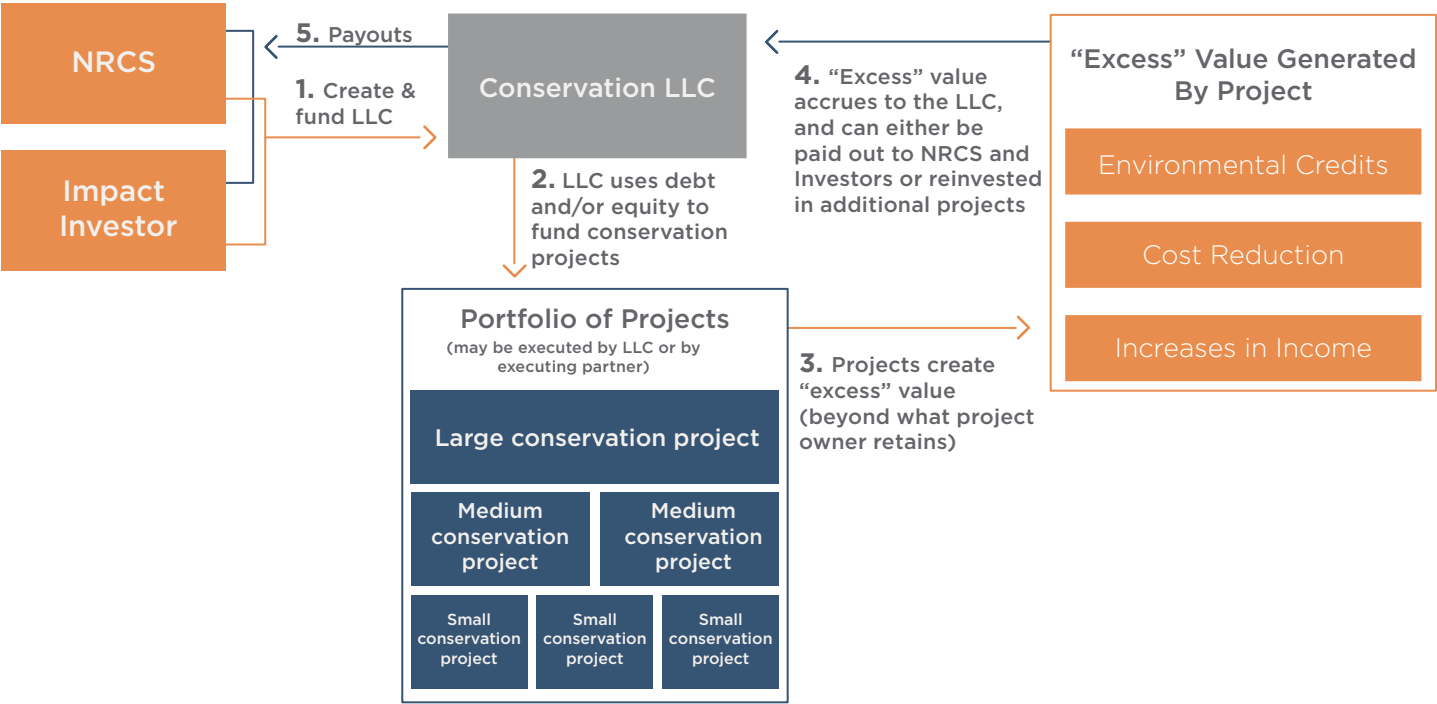 NRCS
Impact
Investor
5. Payouts
1. Create &
fund LLC
Conservation LLC
2. LLC uses debt
and/or equity to
fund conservation
projects
4. “Excess” value
accrues to the LLC,
and can either be
paid out to NRCS and
Investors or reinvested
in additional projects
“Excess” Value Generated
By Project
Environmental Credits
Cost Reduction
Increases in Income
Portfolio of Projects
(may be executed by LLC or by
executing partner)
Large conservation project
Medium
conservation
project
Medium
conservation
project
Small
conservation
project
Small
conservation
project
Small
conservation
project
3. Projects create
“excess” value
(beyond what project
owner retains)